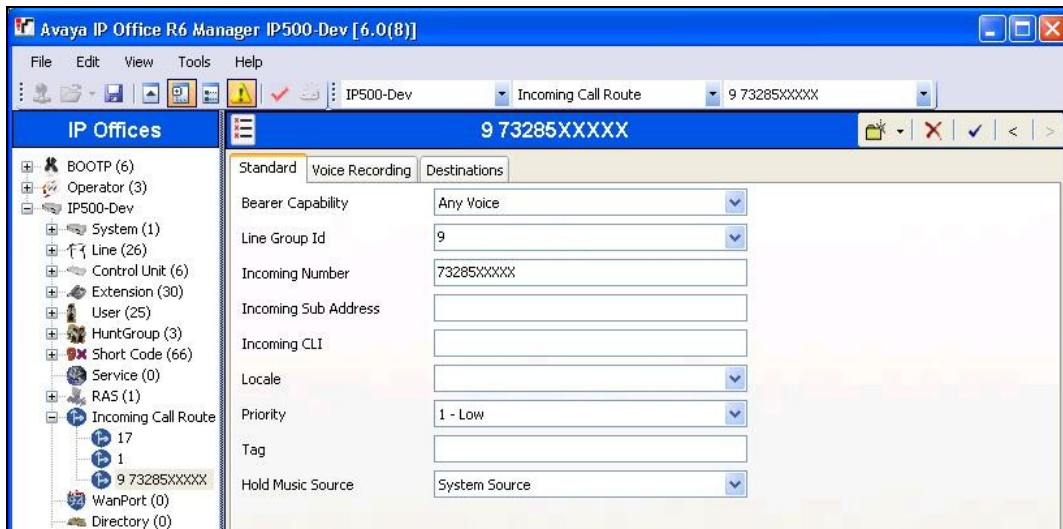 Avaya IP Office R6 Manager IP500-Dev [6.0(8)]
File Edit View Tools Help
IP500-Dev Incoming Call Route 9 73285XXXXX
IP Offices
BOOTP (6)
Operator (3)
IP500-Dev
System (1)
Line (26)
Control Unit (6)
Extension (30)
User (25)
HuntGroup (3)
Short Code (66)
Service (0)
RAS (1)
Incoming Call Route
17
1
9 73285XXXXX
WanPort (0)
Directory (0)
9 73285XXXXX
Standard Voice Recording Destinations
Bearer Capability Any Voice
Line Group Id 9
Incoming Number 73285XXXXX
Incoming Sub Address
Incoming CLI
Locale
Priority 1 - Low
Tag
Hold Music Source System Source